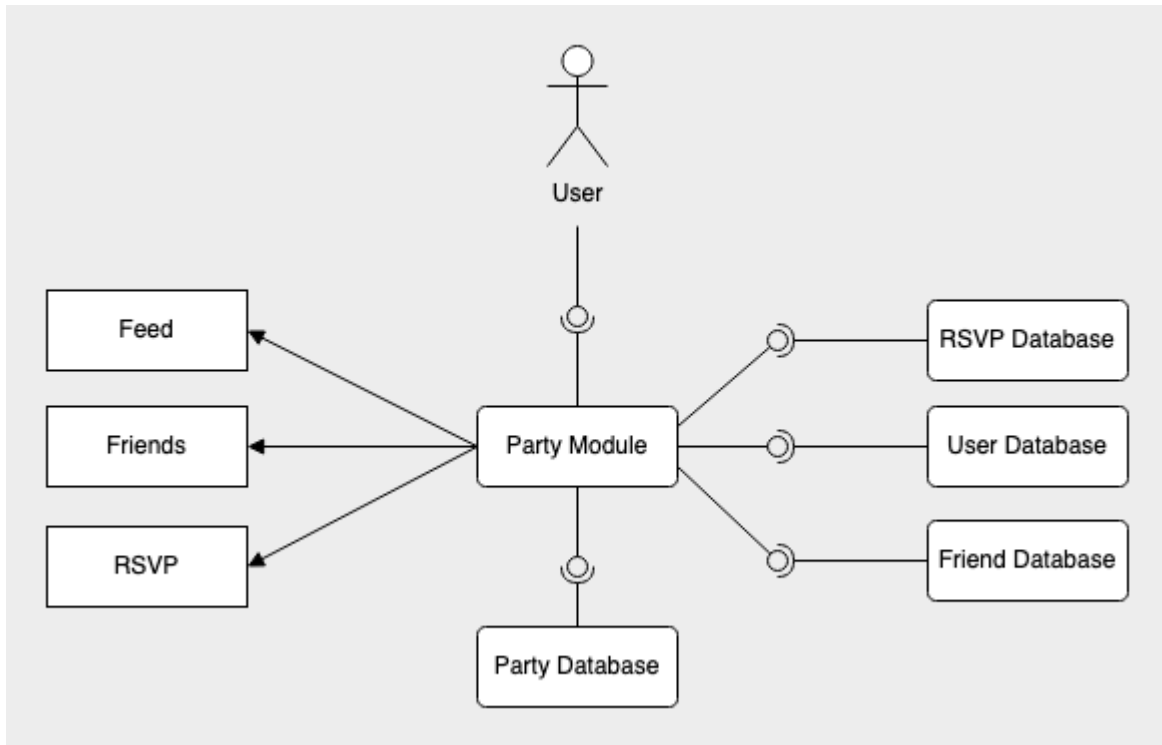 User
Feed
RSVP Database
Friends
Party Module
User Database
RSVP
Friend Database
Party Database